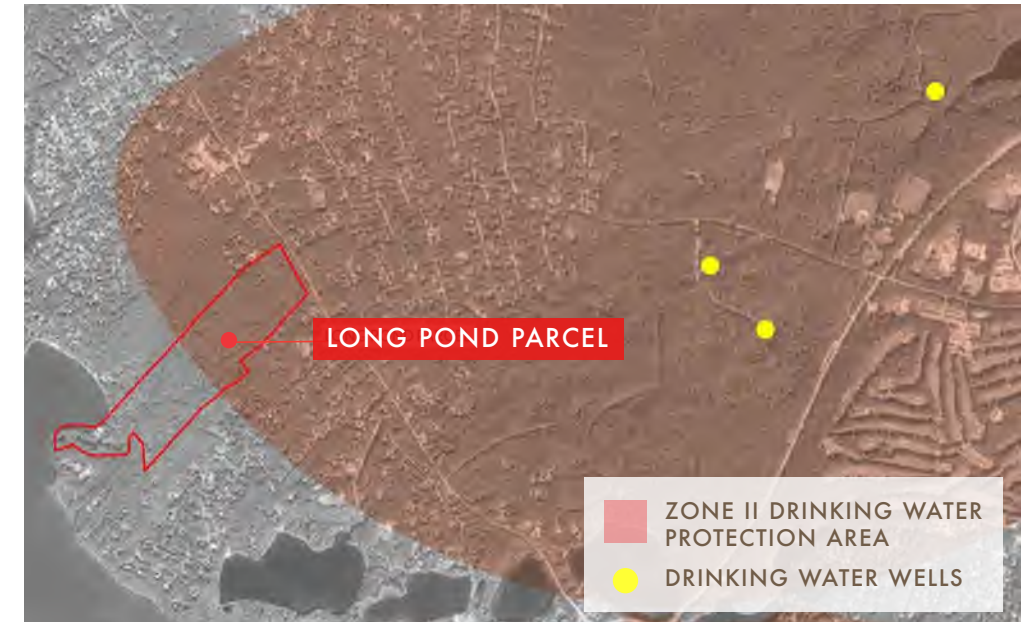 LONG POND PARCEL
ZONE II DRINKING WATER
PROTECTION AREA
DRINKING WATER WELLS